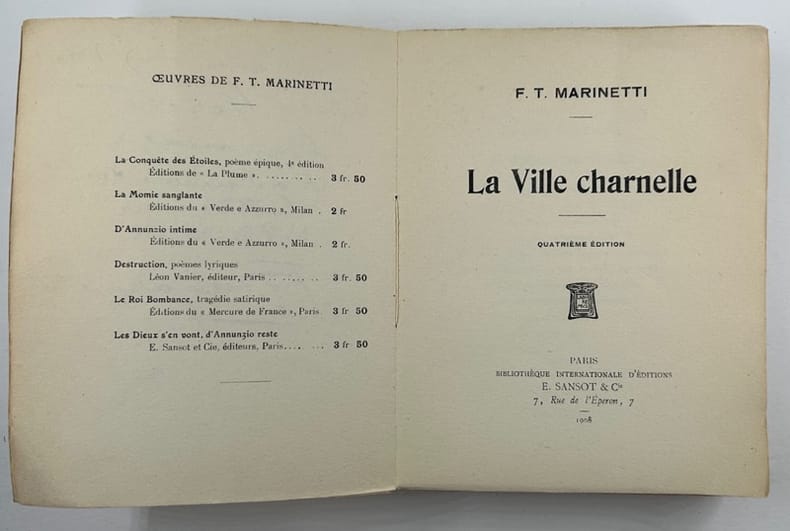 ŒUVRES DE F. T. MARINETTI
La Conquête des Étoiles, poème épique, 4e édition
Éditions de « La Plume ». ........ .. 3 fr. 50
La Momie sanglante
Éditions du « Verde e Azzurro », Milan . 2 fr
D'Annunzio intime
Éditions du « Verde e Azzurro », Milan . 2 fr.
Destruction, poèmes lyriques
Léon Vanier, éditeur, Paris .. ...... .. 3 fr. 50
Le Roi Bombance, tragédie satirique
Éditions du « Mercure de France », Paris. 3 fr 50
Les Dieux s'en vont, d'Annunzio reste
E. Sansot et Cie, éditeurs, Paris.... ... 3 fr 50
F. T. MARINETTI
La Ville charnelle
QUATRIÈME ÉDITION
PARIS
BIBLIOTHÈQUE INTERNATIONALE D'ÉDITIONS
E. SANSOT & Cie
7, Rue de l'Éperon, 7
1908